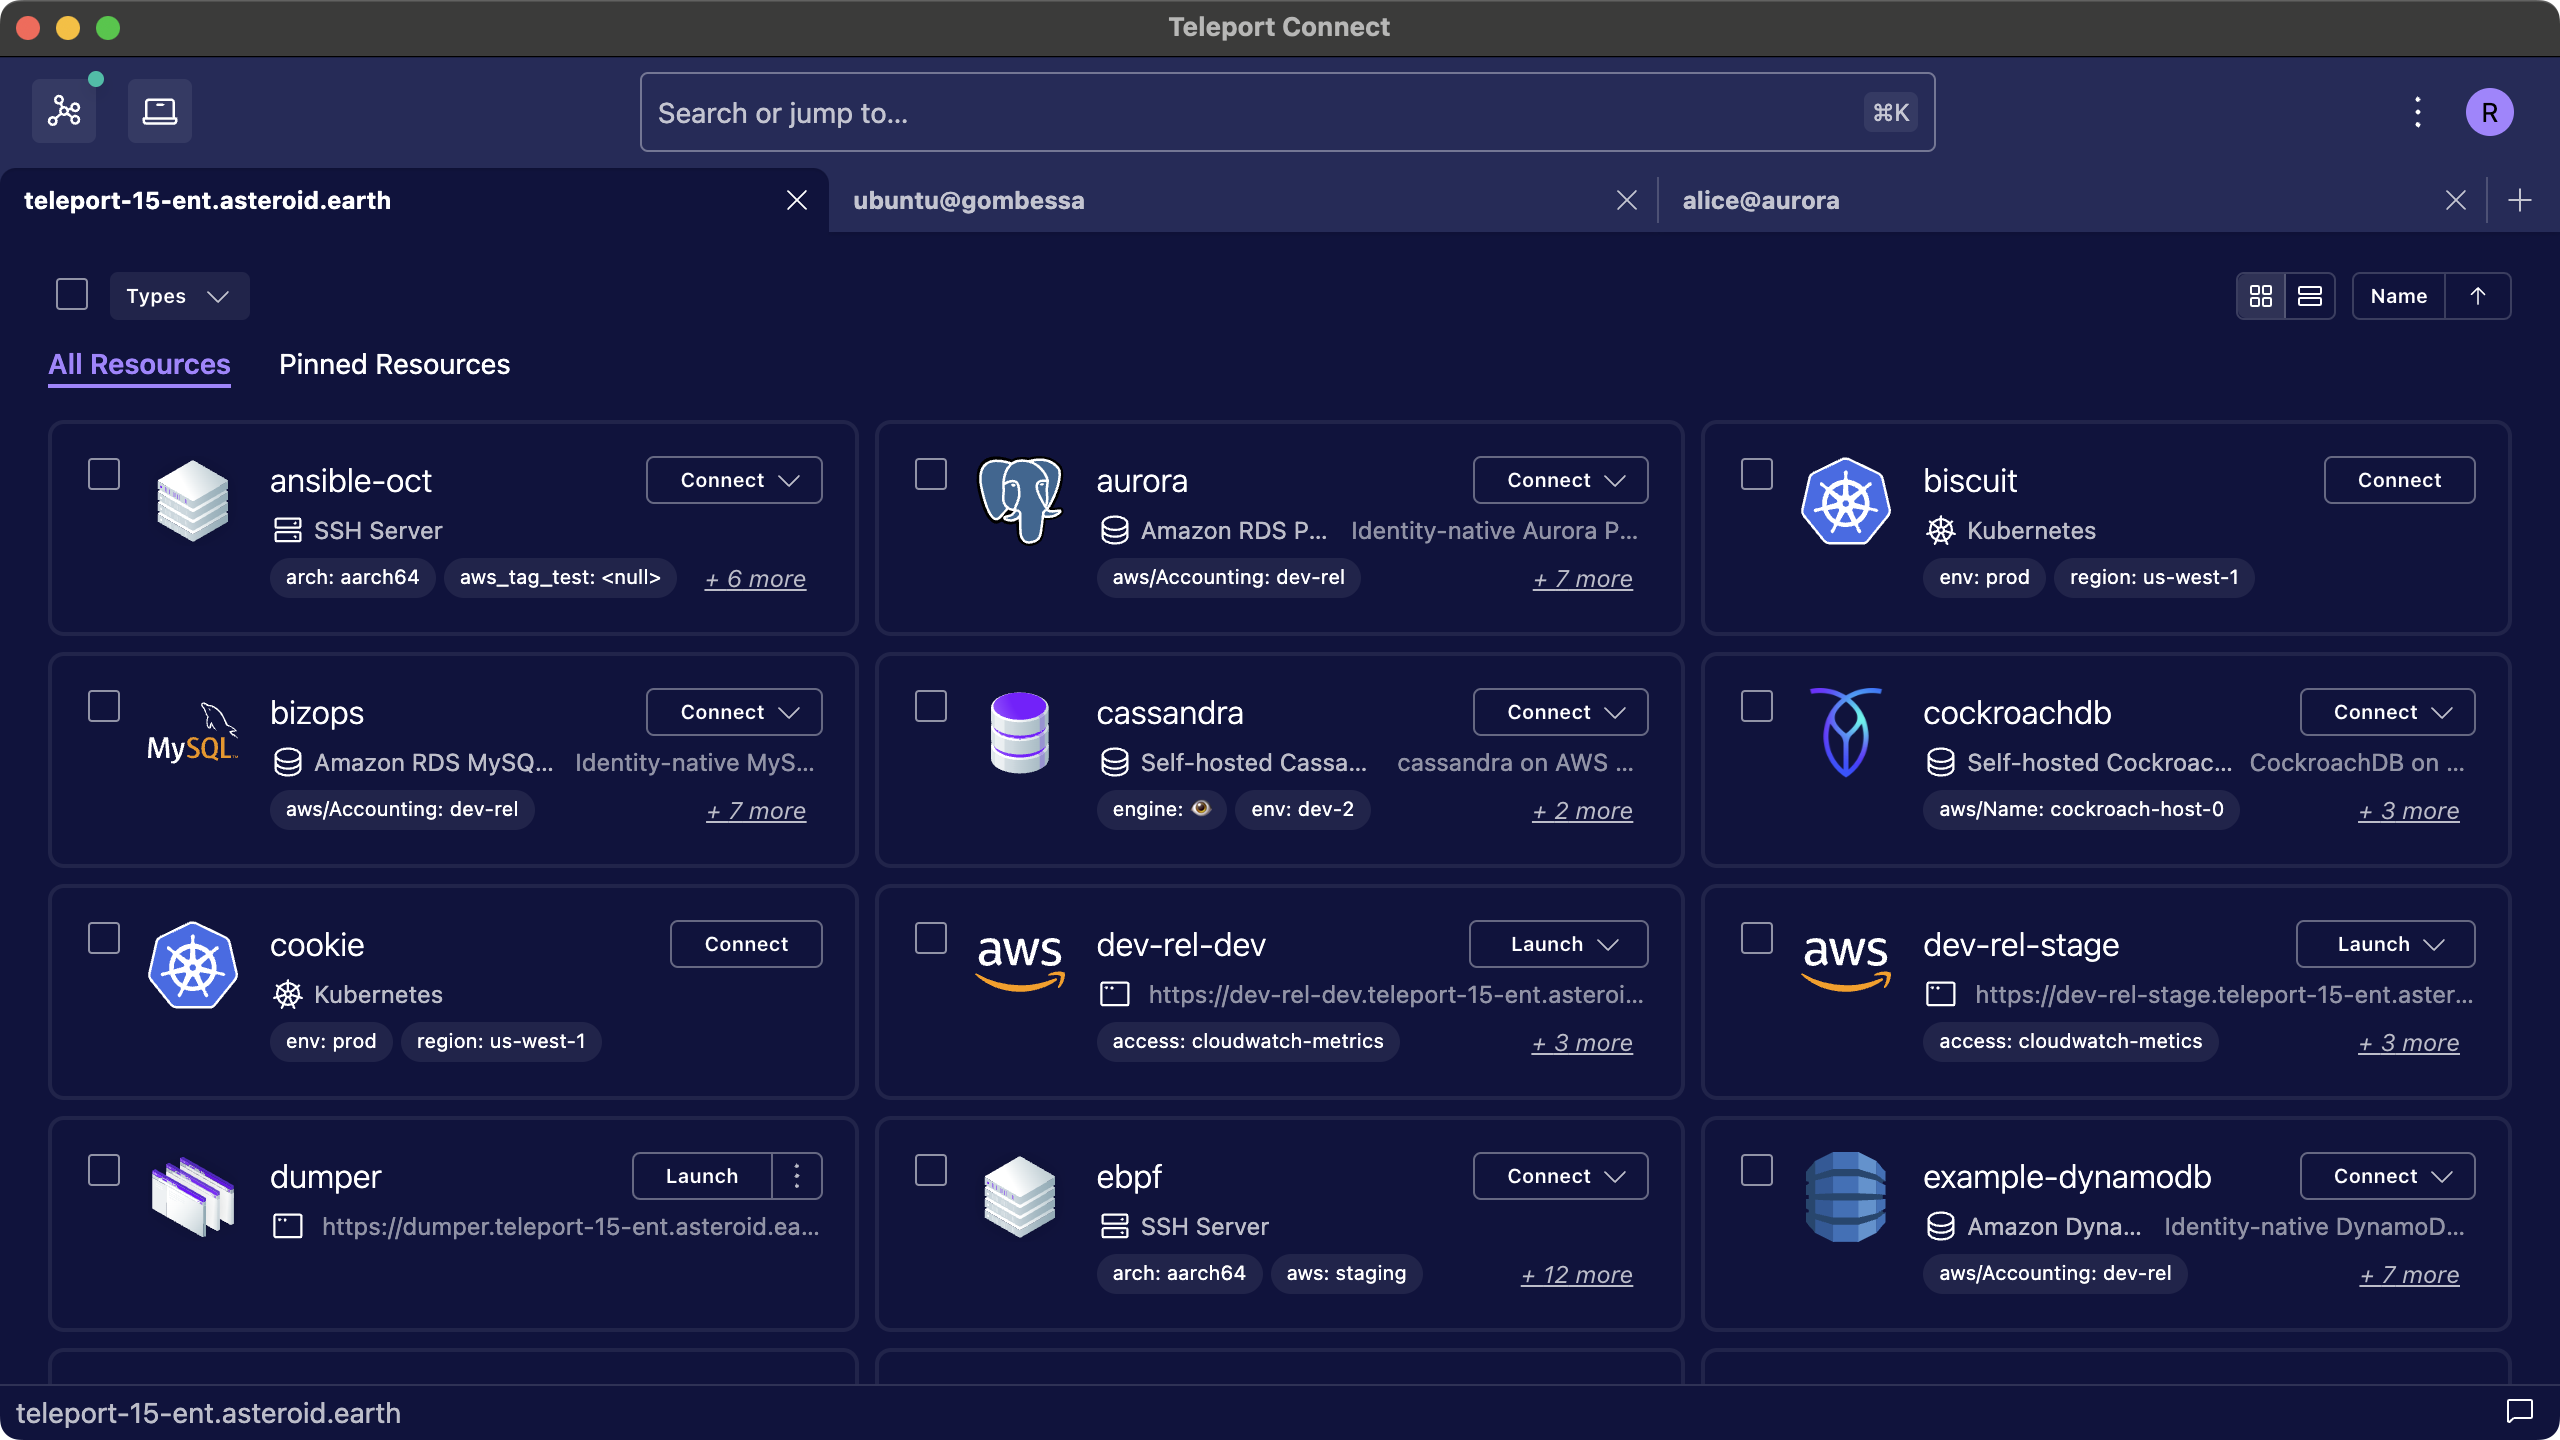 Teleport Connect
Search or jump to...
⌘K
R
teleport-15-ent.asteroid.earth
ubuntu@gombessa
alice@aurora
Types
Name
All Resources
Pinned Resources
ansible-oct
Connect
SSH Server
arch: aarch64
aws_tag_test: <null>
+ 6 more
aurora
Connect
Amazon RDS P...
Identity-native Aurora P...
aws/Accounting: dev-rel
+ 7 more
biscuit
Connect
Kubernetes
env: prod
region: us-west-1
MySQL
bizops
Connect
Amazon RDS MySQ...
Identity-native MyS...
aws/Accounting: dev-rel
+ 7 more
cassandra
Connect
Self-hosted Cassa...
cassandra on AWS ...
engine: 👁
env: dev-2
+ 2 more
cockroachdb
Connect
Self-hosted Cockroac...
CockroachDB on ...
aws/Name: cockroach-host-0
+ 3 more
cookie
Connect
Kubernetes
env: prod
region: us-west-1
aws
dev-rel-dev
Launch
https://dev-rel-dev.teleport-15-ent.asteroi...
access: cloudwatch-metrics
+ 3 more
aws
dev-rel-stage
Launch
https://dev-rel-stage.teleport-15-ent.aster...
access: cloudwatch-metics
+ 3 more
dumper
Launch
https://dumper.teleport-15-ent.asteroid.ea...
ebpf
Connect
SSH Server
arch: aarch64
aws: staging
+ 12 more
example-dynamodb
Connect
Amazon Dyna...
Identity-native DynamoD...
aws/Accounting: dev-rel
+ 7 more
teleport-15-ent.asteroid.earth